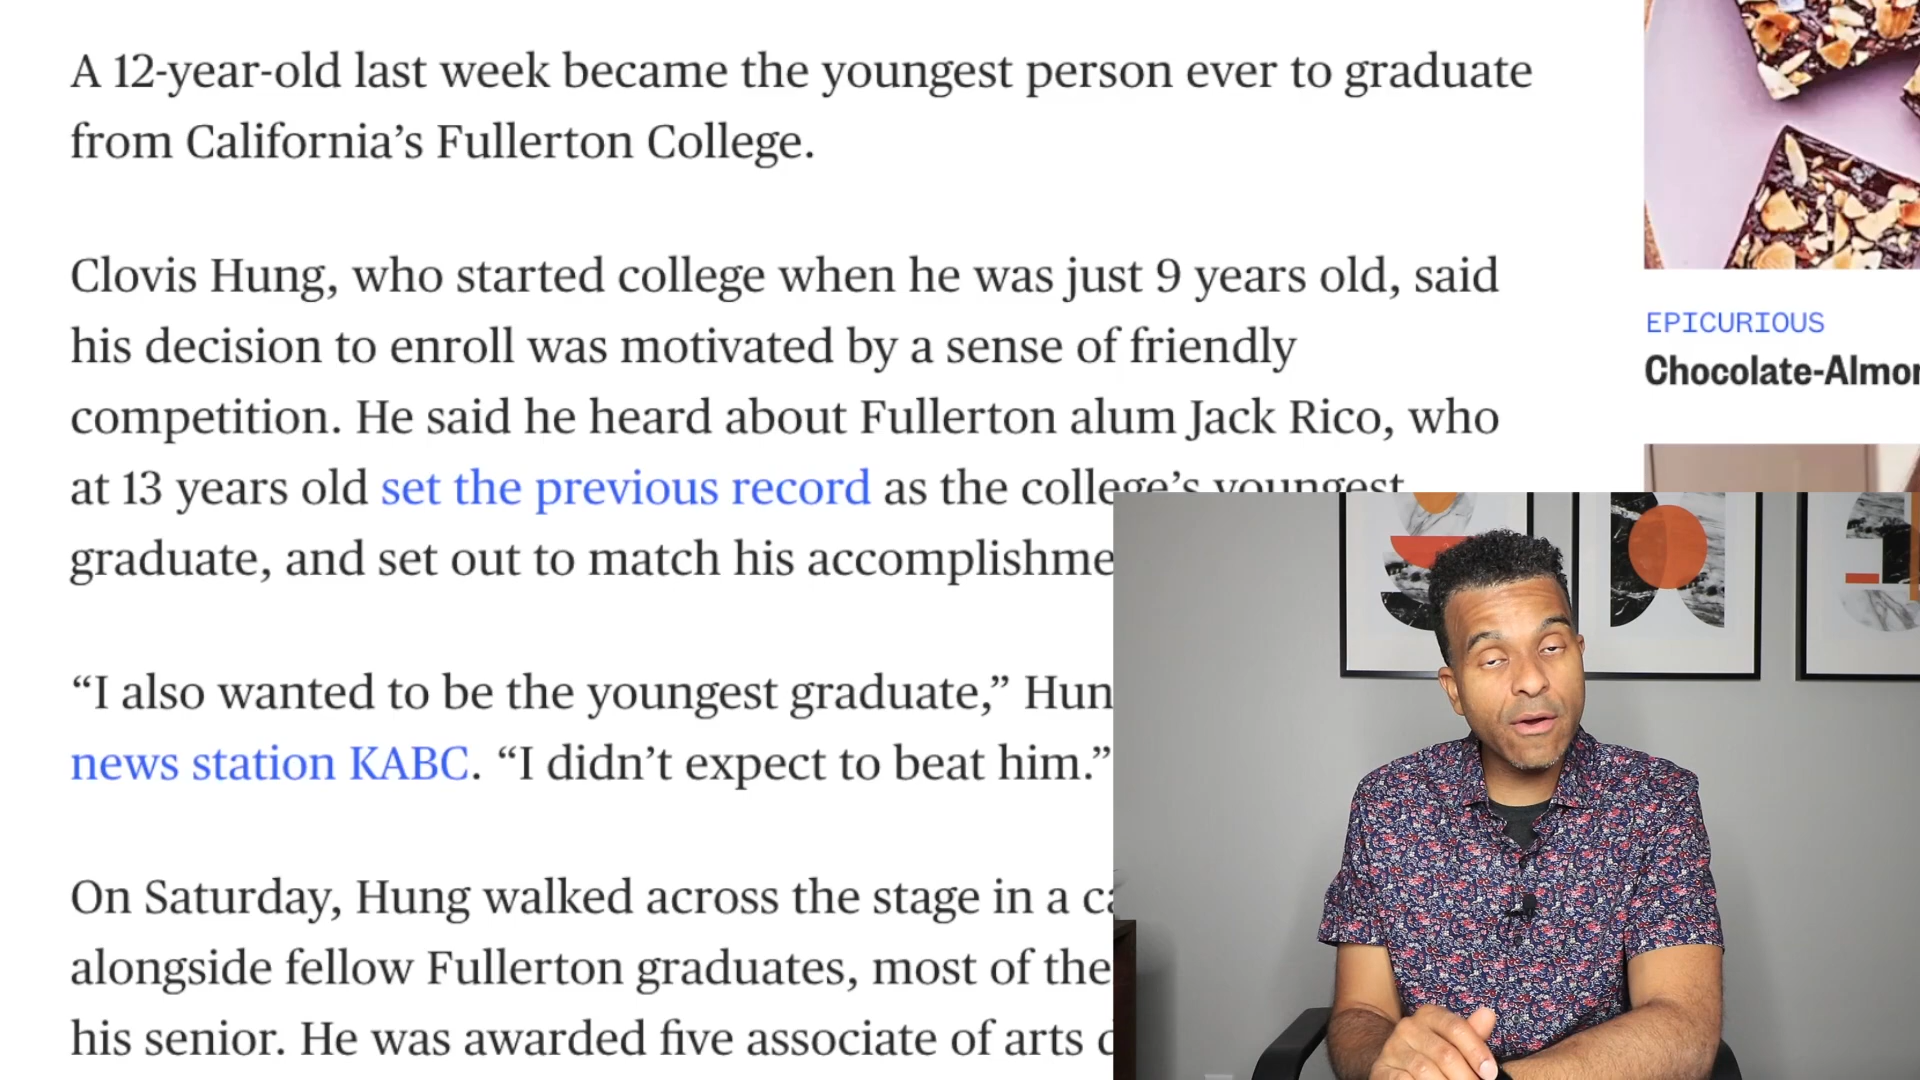 A 12-year-old last week became the youngest person ever to graduate
from California’s Fullerton College.
Clovis Hung, who started college when he was just 9 years old, said
his decision to enroll was motivated by a sense of friendly
competition. He said he heard about Fullerton alum Jack Rico, who
at 13 years old set the previous record as the college’s youngest
graduate, and set out to match his
“I also wanted to be the youngest graduate,”
news station KABC. “I didn’t expect to beat him.”
On Saturday, Hung walked across the stage in a
alongside fellow Fullerton graduates, most of
his senior. He was awarded five associate of arts
EPICURIOUS